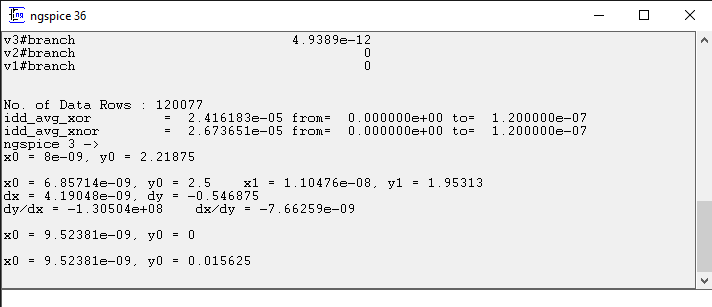 ngspice 36
v3#branch 4.9389e-12
v2#branch 0
v1#branch 0
No. of Data Rows : 120077
idd_avg_xor = 2.416183e-05 from= 0.000000e+00 to= 1.200000e-07
idd_avg_xnor = 2.673651e-05 from= 0.000000e+00 to= 1.200000e-07
ngspice 3 ->
x0 = 8e-09, y0 = 2.21875
x0 = 6.85714e-09, y0 = 2.5 x1 = 1.10476e-08, y1 = 1.95313
dx = 4.19048e-09, dy = -0.546875
dy/dx = -1.30504e+08 dx/dy = -7.66259e-09
x0 = 9.52381e-09, y0 = 0
x0 = 9.52381e-09, y0 = 0.015625